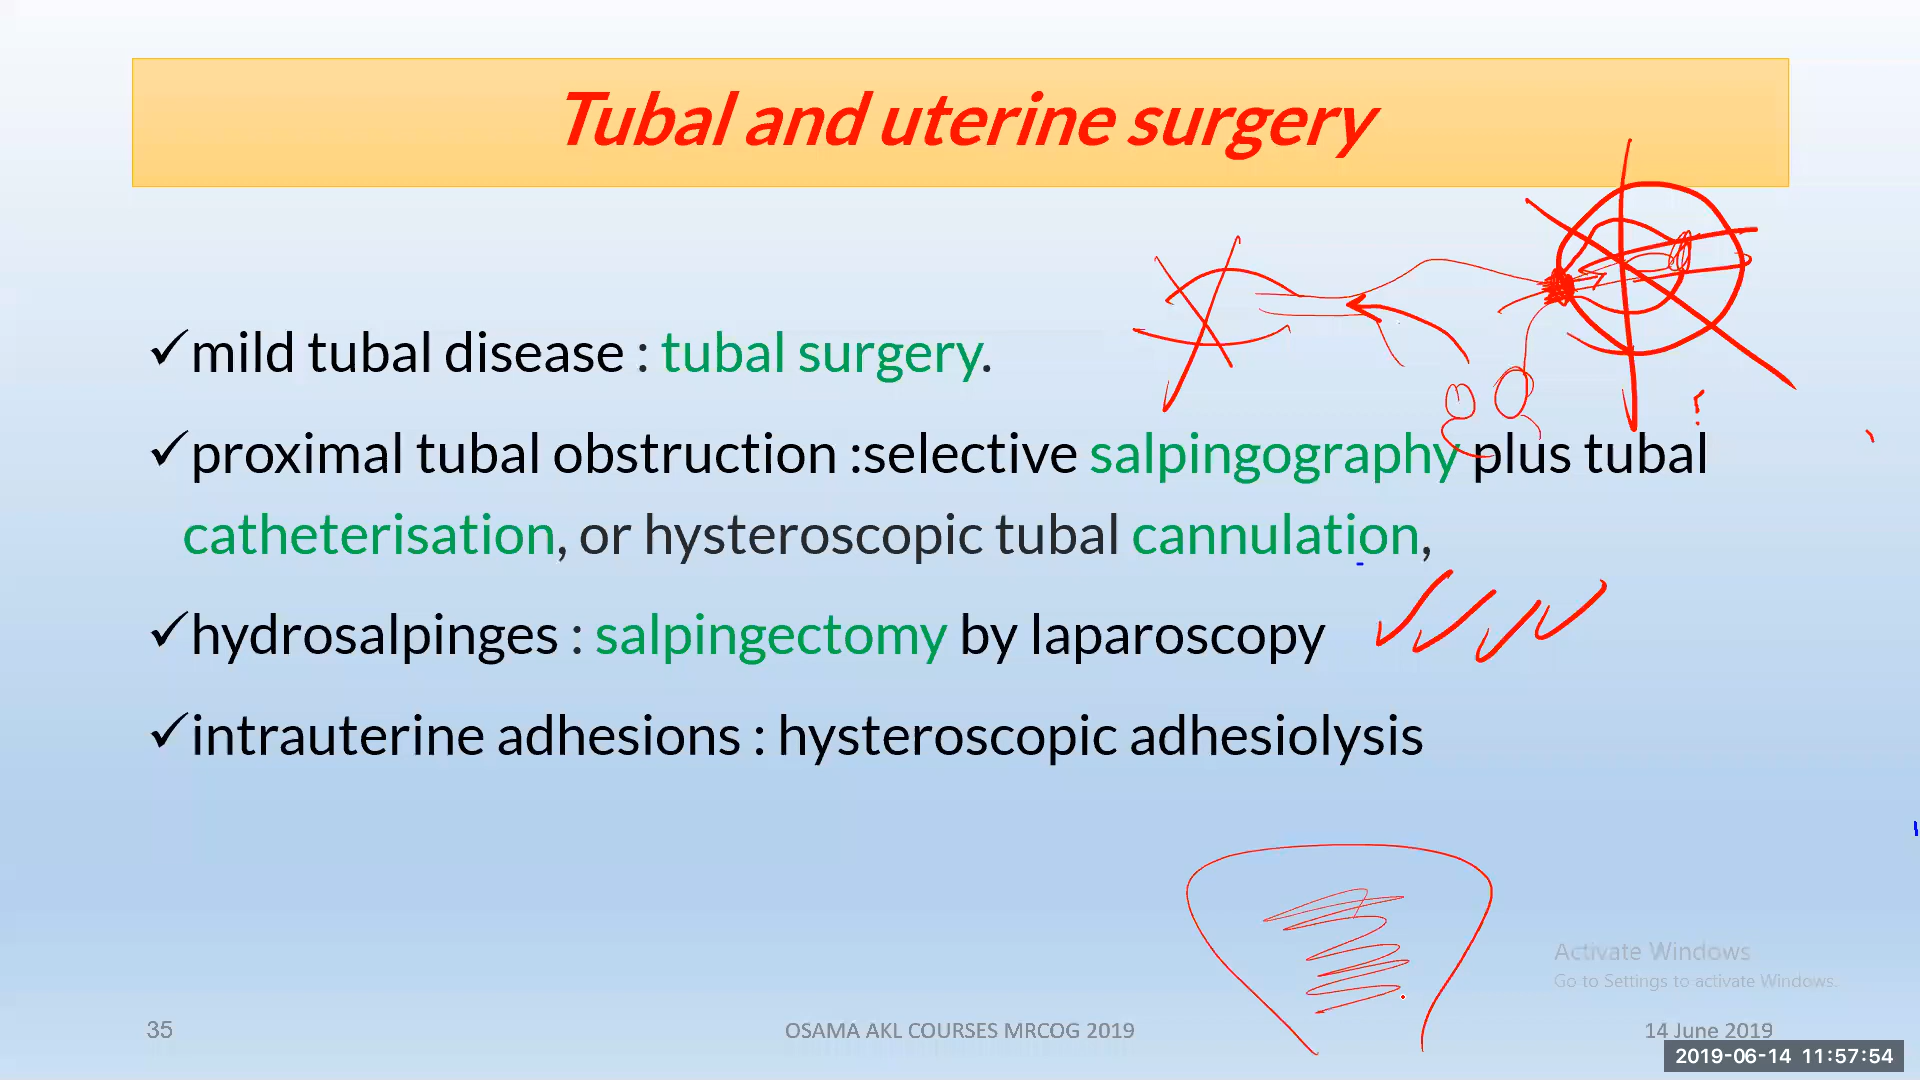 Tubal and uterine surgery
✓mild tubal disease : tubal surgery.
✓proximal tubal obstruction :selective salpingography plus tubal
catheterisation, or hysteroscopic tubal cannulation,
✓hydrosalpinges : salpingectomy by laparoscopy
✓intrauterine adhesions : hysteroscopic adhesiolysis
Activate Windows
Go to Settings to activate Windows.
35
OSAMA AKL COURSES MRCOG 2019
14 June 2019
2019-06-14 11:57:54